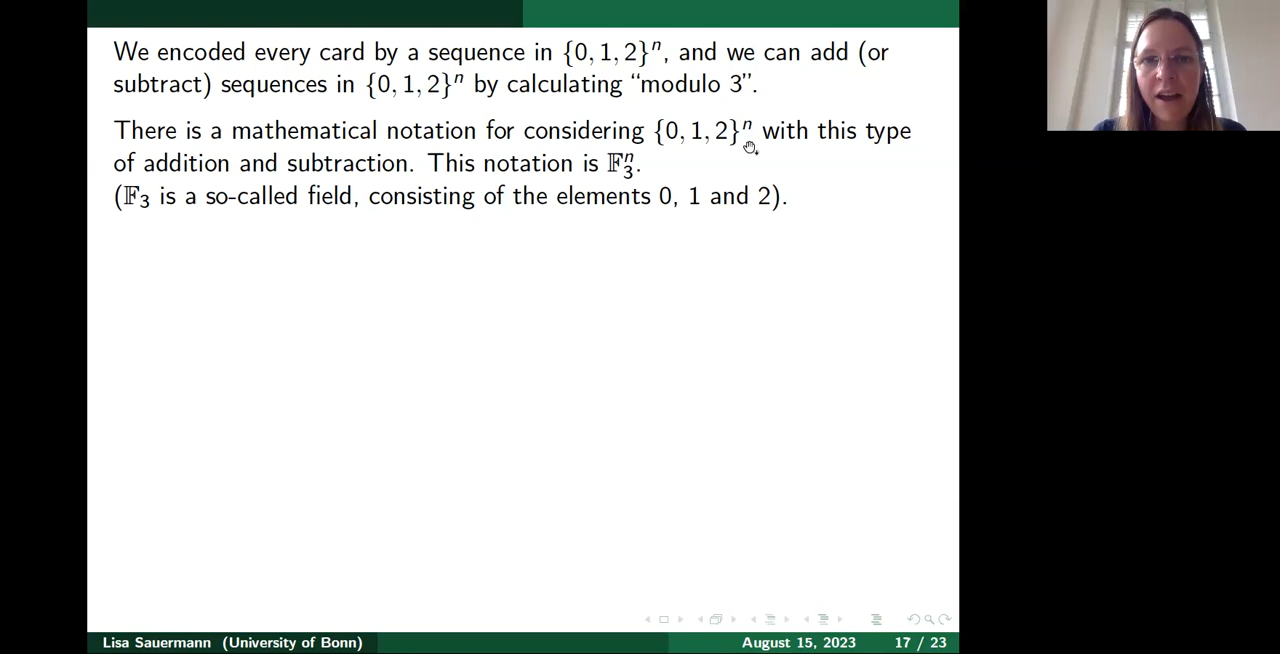 We encoded every card by a sequence in {0, 1, 2}ⁿ, and we can add (or
subtract) sequences in {0, 1, 2}ⁿ by calculating “modulo 3”.
There is a mathematical notation for considering {0, 1, 2}ⁿ with this type
of addition and subtraction. This notation is 𝔽₃ⁿ.
(𝔽₃ is a so-called field, consisting of the elements 0, 1 and 2).
Lisa Sauermann (University of Bonn) August 15, 2023 17 / 23